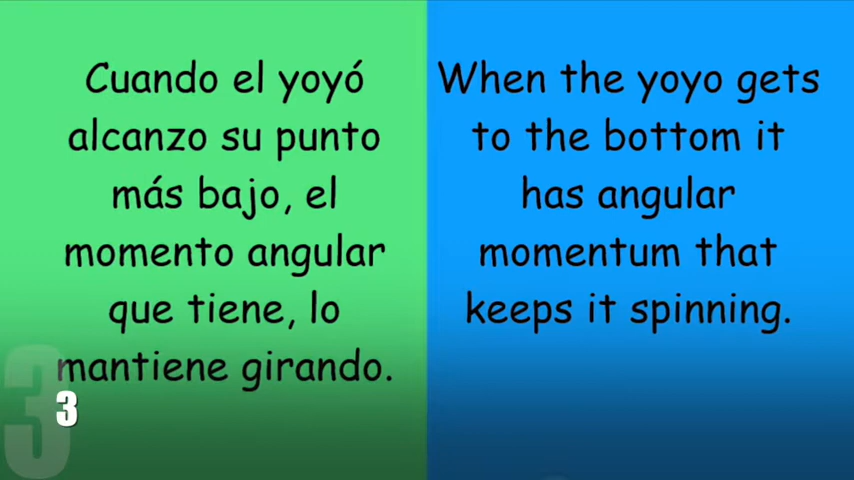 Cuando el yoyó
alcanzo su punto
más bajo, el
momento angular
que tiene, lo
mantiene girando.
When the yoyo gets
to the bottom it
has angular
momentum that
keeps it spinning.
3
3